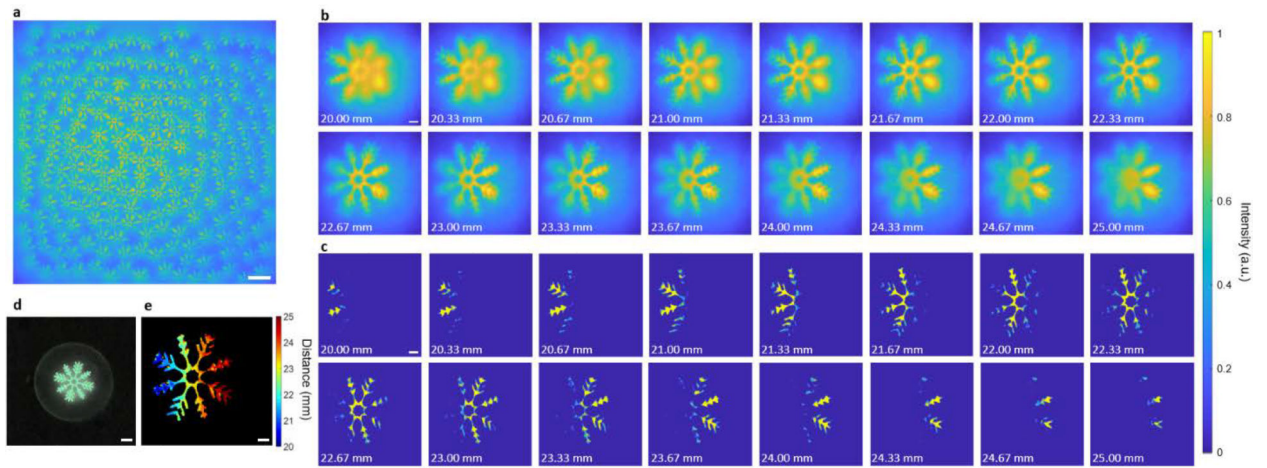 a
b
20.00 mm
20.33 mm
20.67 mm
21.00 mm
21.33 mm
21.67 mm
22.00 mm
22.33 mm
22.67 mm
23.00 mm
23.33 mm
23.67 mm
24.00 mm
24.33 mm
24.67 mm
25.00 mm
1
0.8
0.6
0.4
0.2
0
Intensity (a.u.)
c
20.00 mm
20.33 mm
20.67 mm
21.00 mm
21.33 mm
21.67 mm
22.00 mm
22.33 mm
22.67 mm
23.00 mm
23.33 mm
23.67 mm
24.00 mm
24.33 mm
24.67 mm
25.00 mm
d
e
25
24
23
22
21
20
Distance (mm)